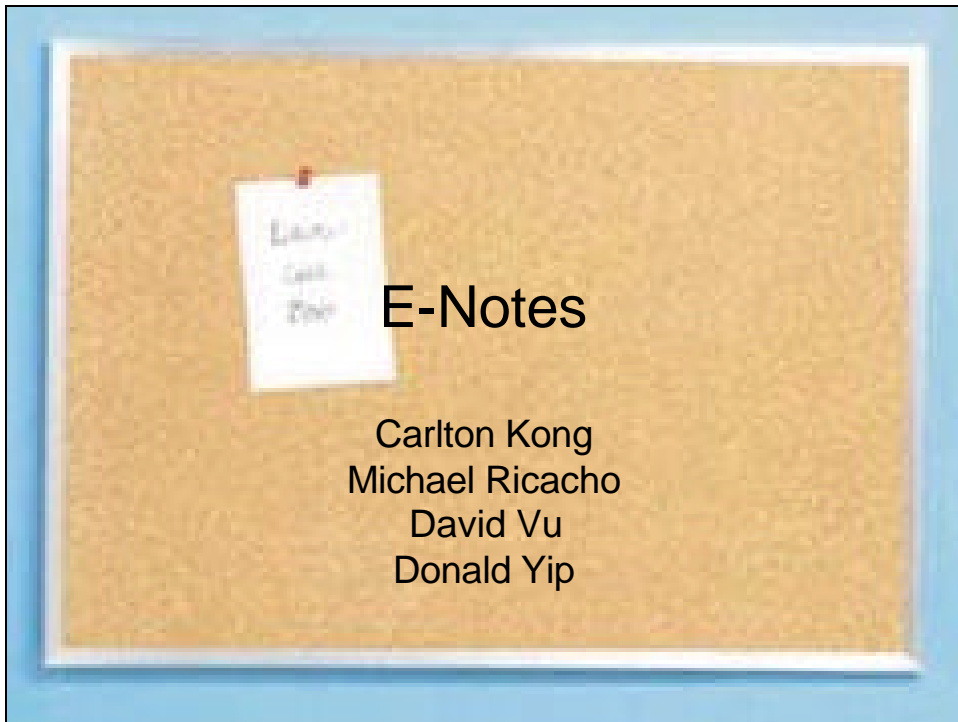 E-Notes
Carlton Kong
Michael Ricacho
David Vu
Donald Yip